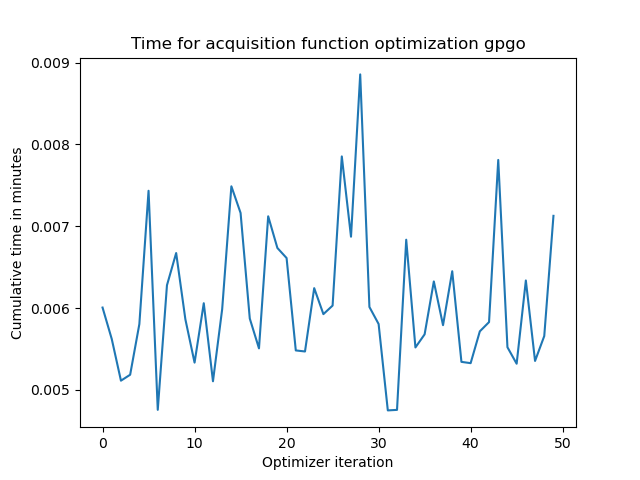 Time for acquisition function optimization gpgo
0.009
0.008
0.007
0.006
0.005
Cumulative time in minutes
0 10 20 30 40 50
Optimizer iteration